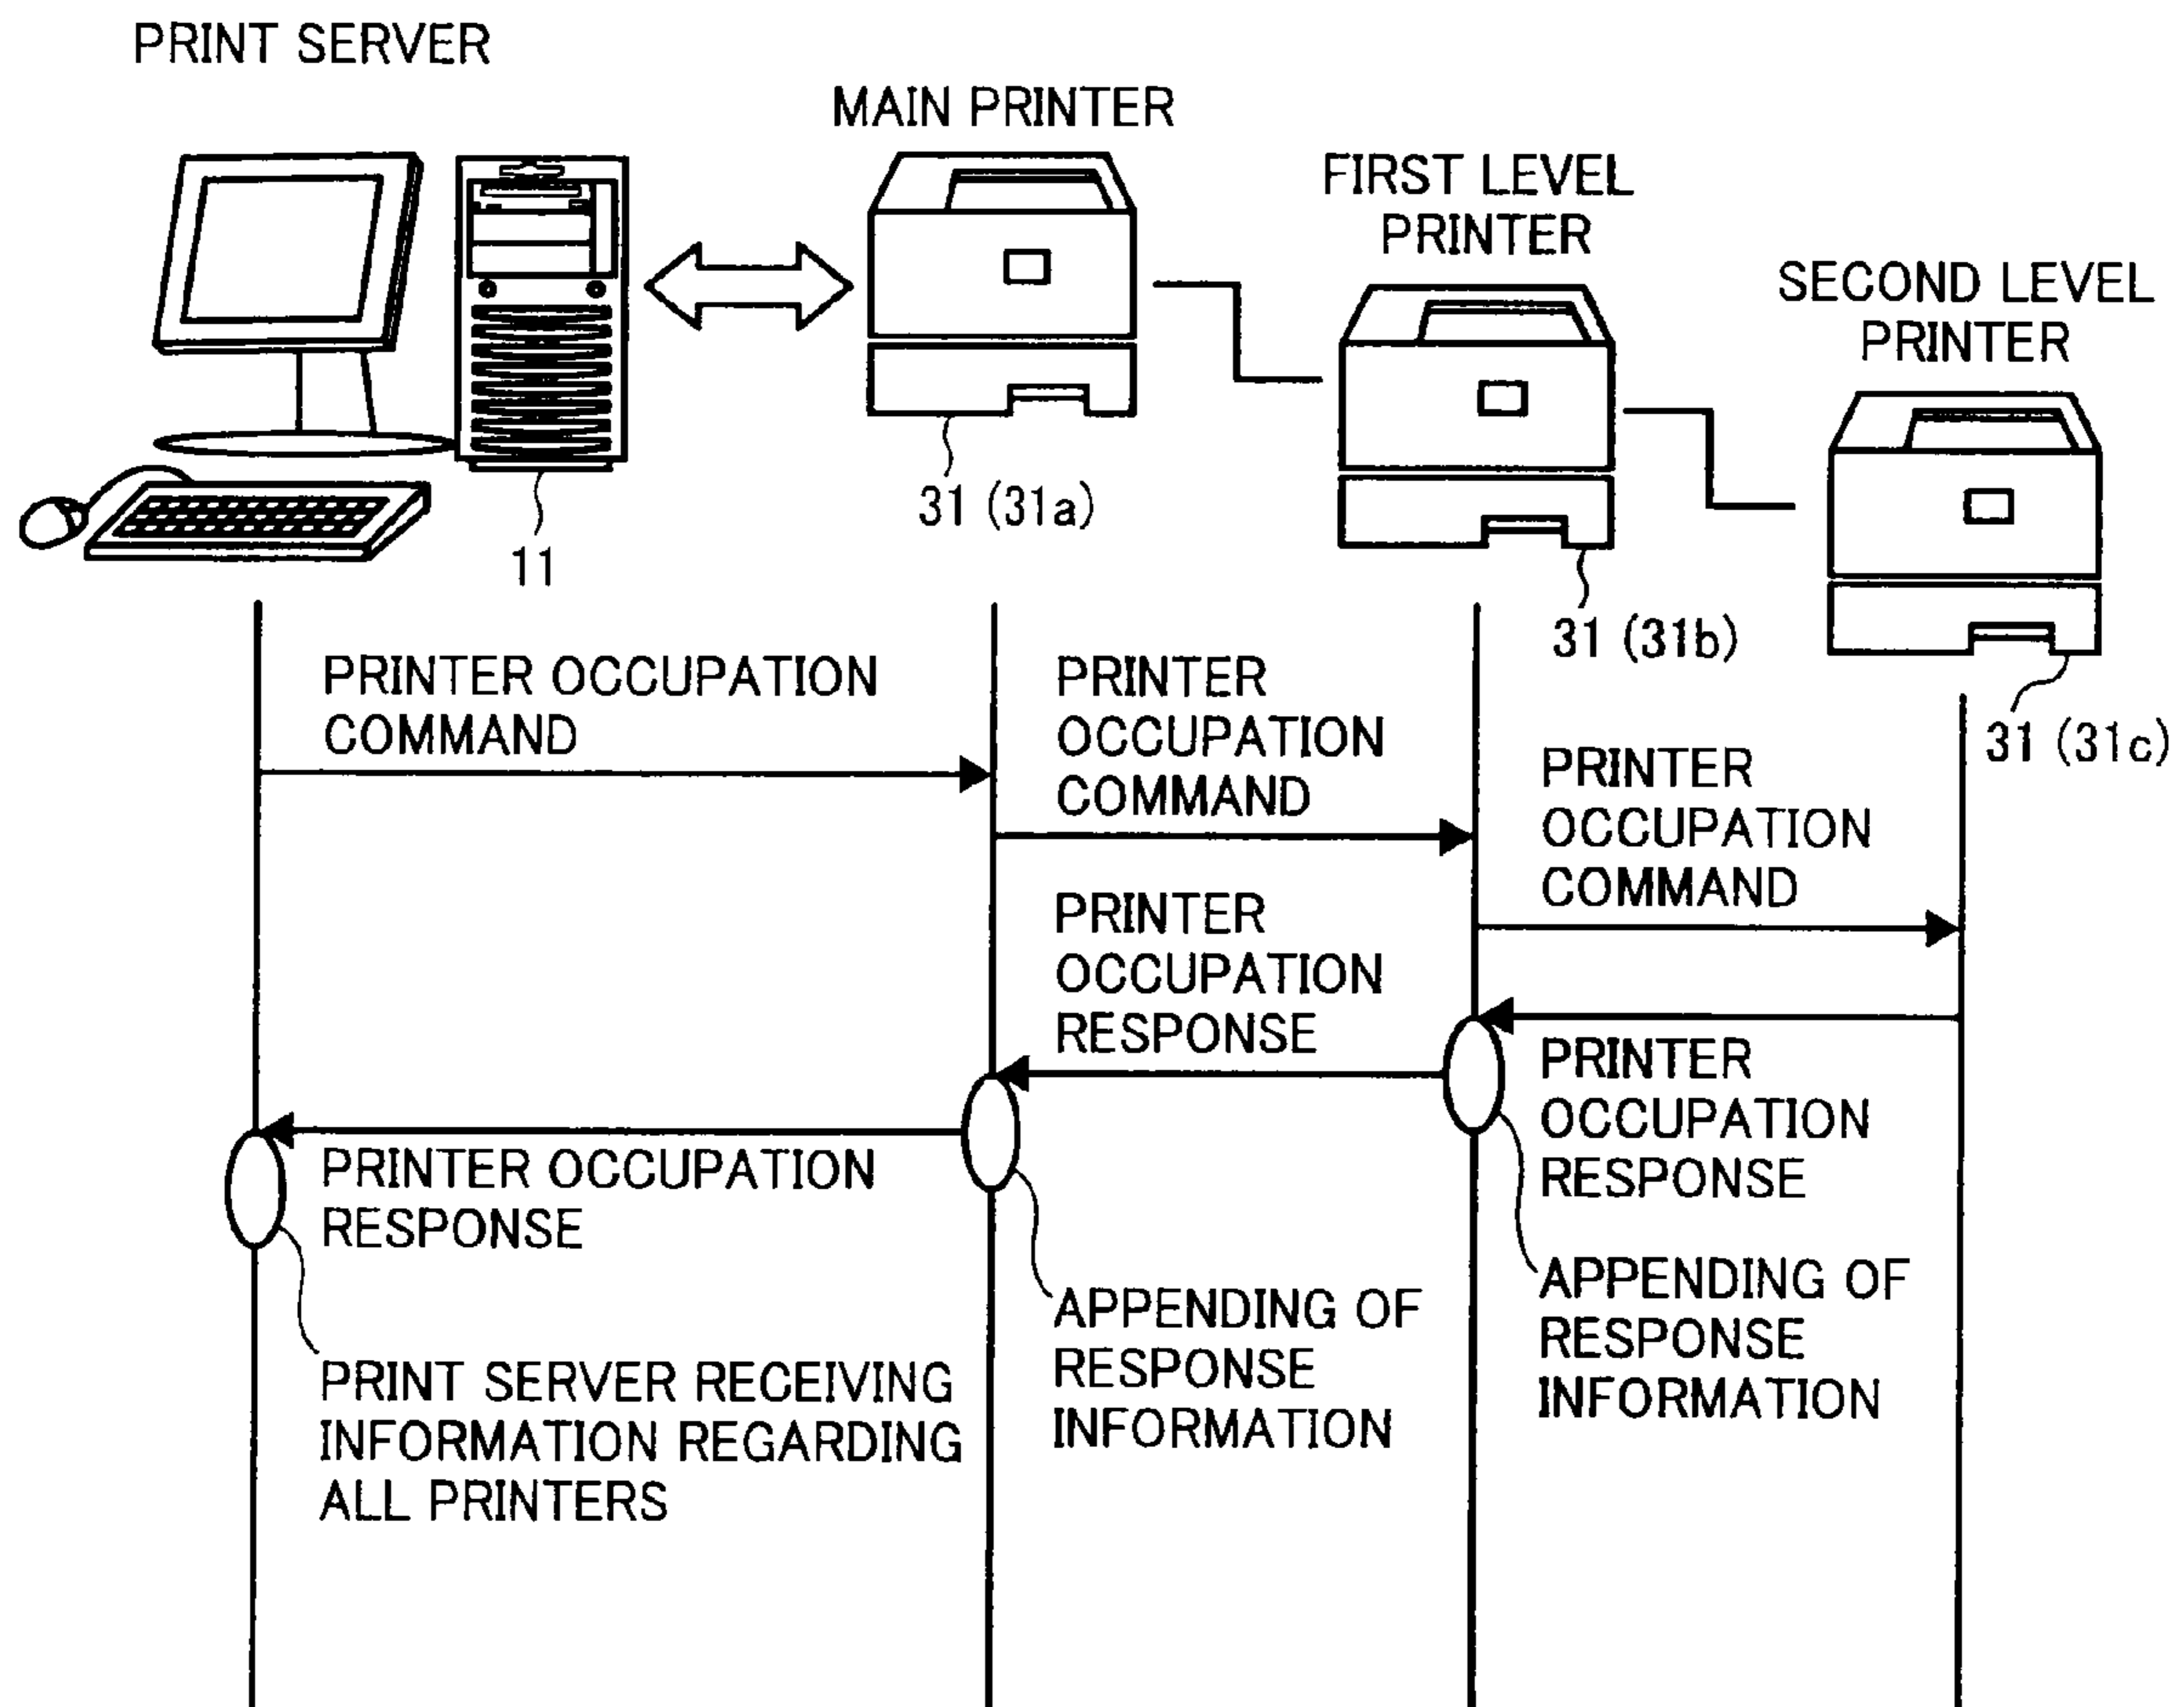 PRINT SERVER
MAIN PRINTER
FIRST LEVEL
PRINTER
SECOND LEVEL
PRINTER
31 (31a)
11
31 (31b)
31 (31c)
PRINTER OCCUPATION
COMMAND
PRINTER
OCCUPATION
COMMAND
PRINTER
OCCUPATION
COMMAND
PRINTER
OCCUPATION
RESPONSE
PRINTER
OCCUPATION
RESPONSE
PRINTER OCCUPATION
RESPONSE
APPENDING OF
RESPONSE
INFORMATION
APPENDING OF
RESPONSE
INFORMATION
PRINT SERVER RECEIVING
INFORMATION REGARDING
ALL PRINTERS